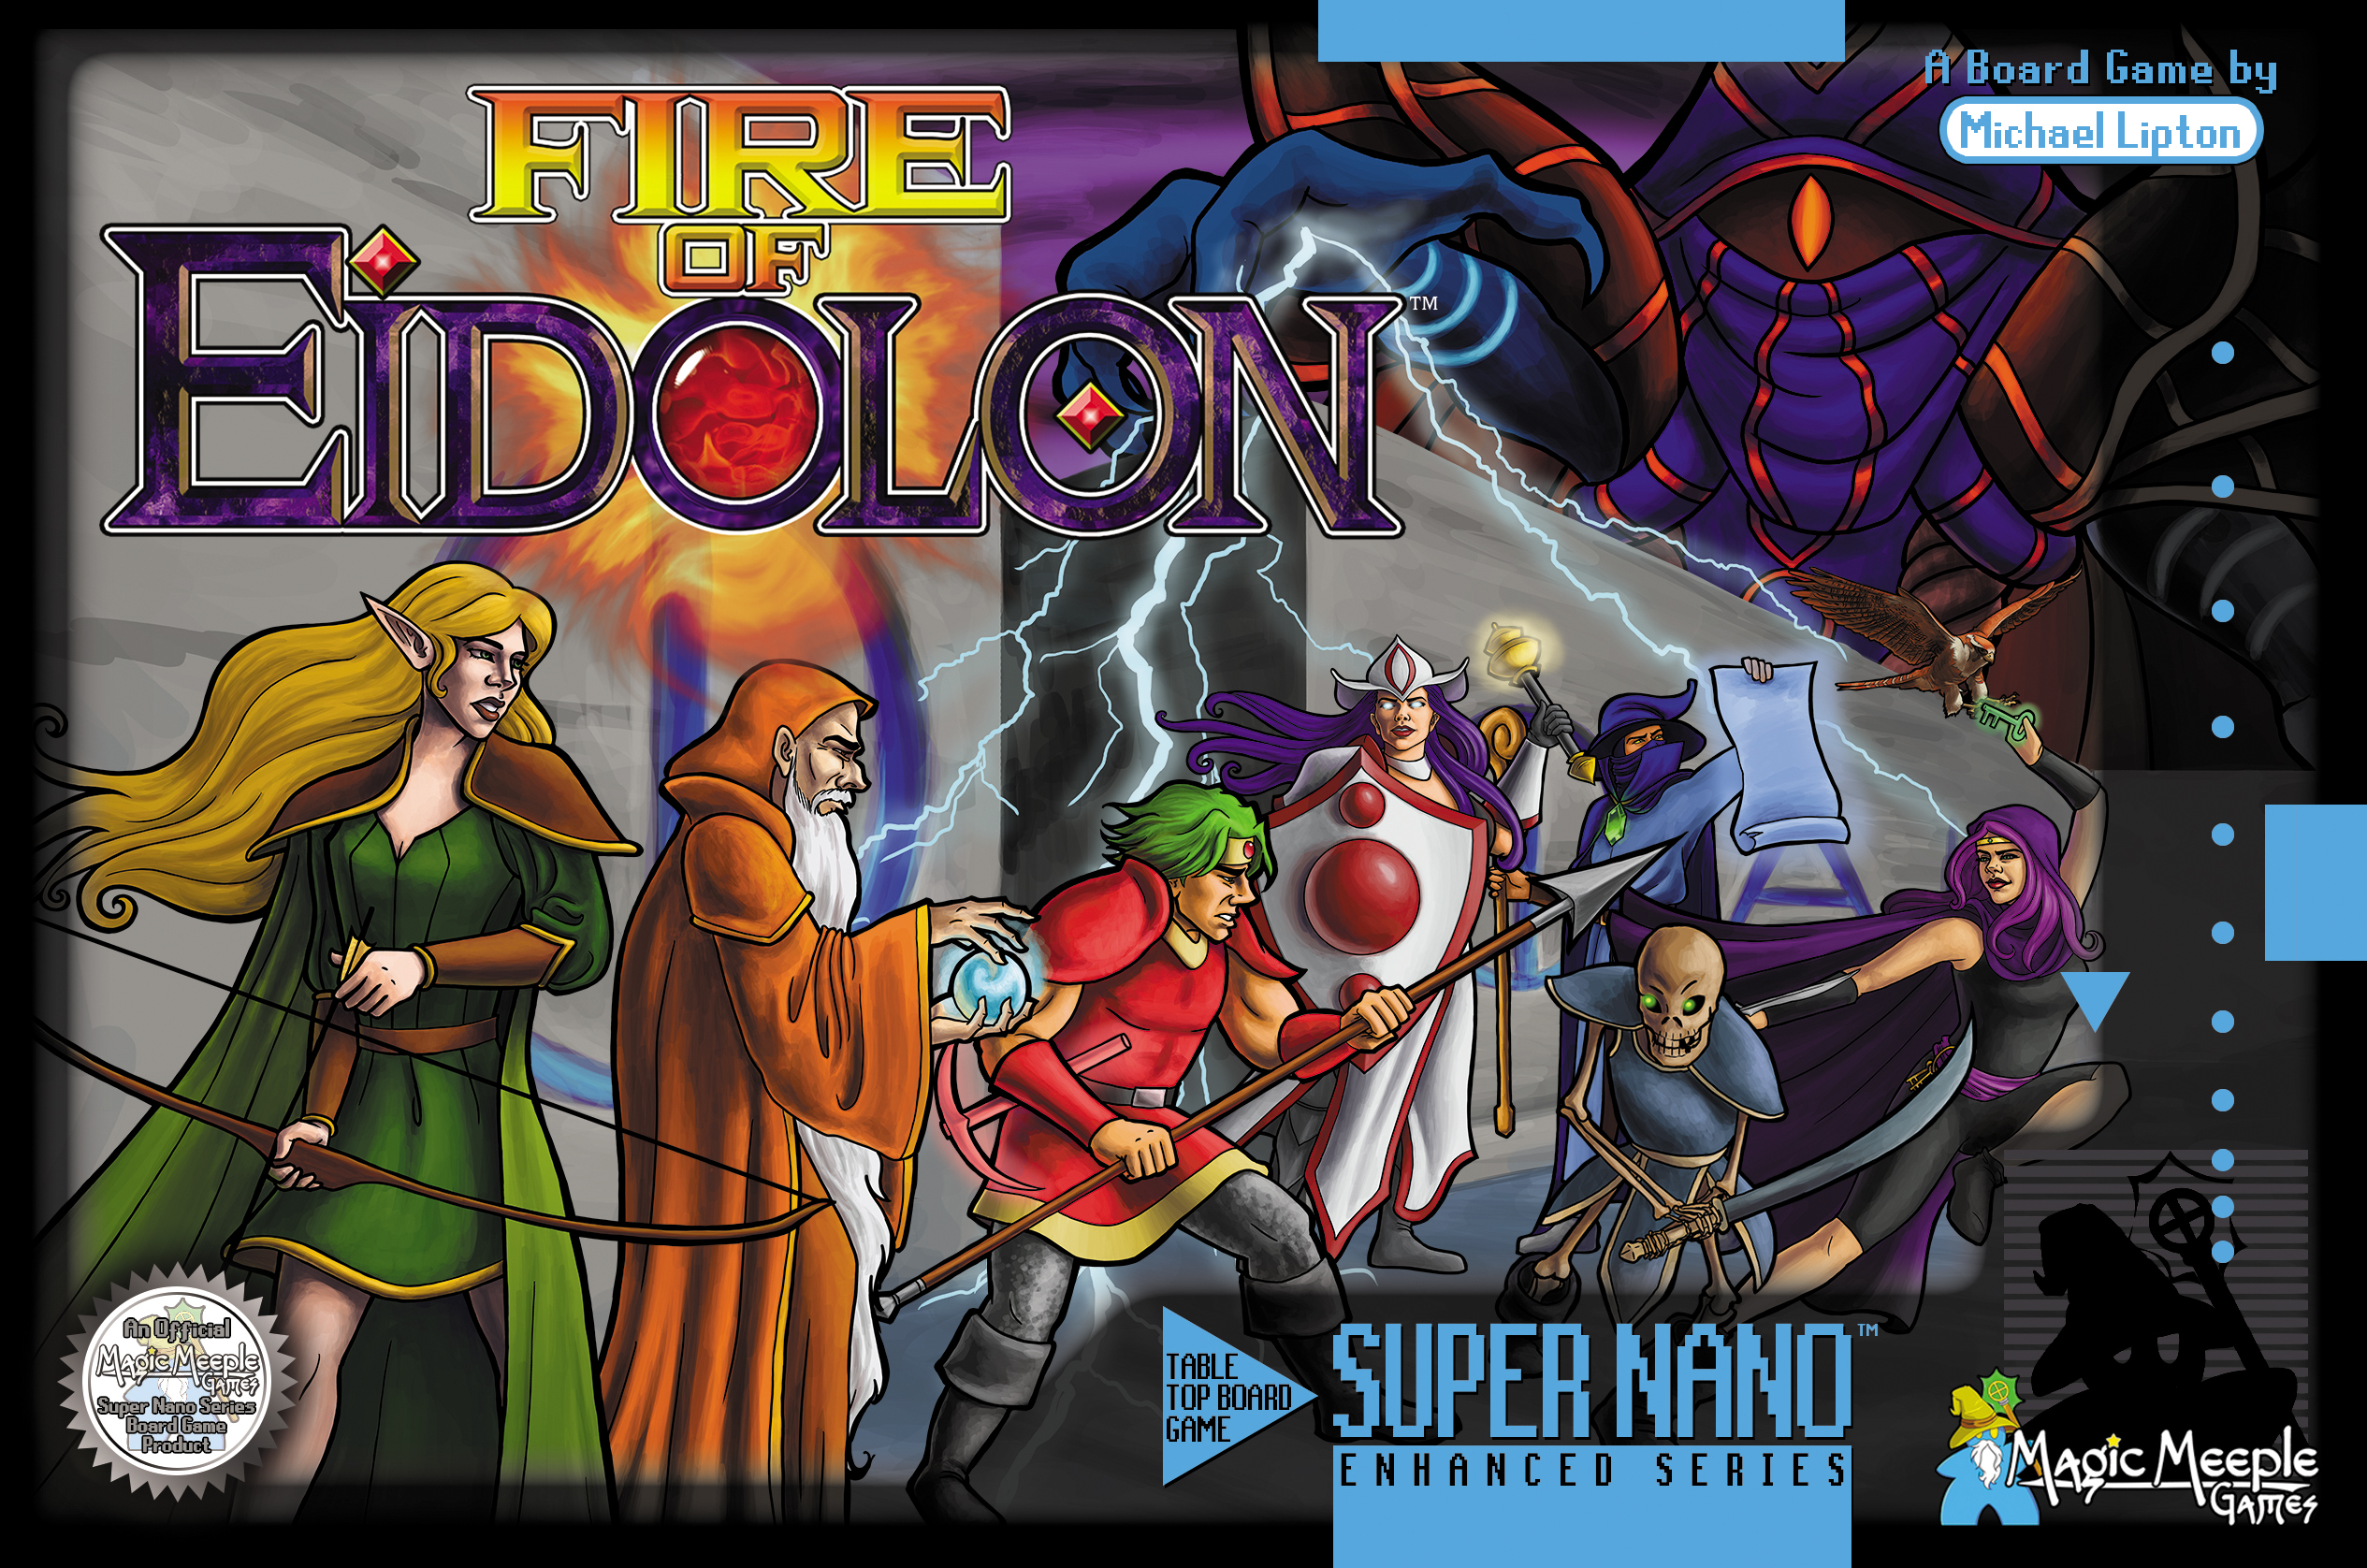 A Board Game by
Michael Lipton
FIRE
OF
EIDOLON™
An Official
Magic Meeple
Games
Super Nano Series
Board Game
Product
TABLE
TOP BOARD
GAME
SUPER NANO™
ENHANCED SERIES
Magic Meeple
Games